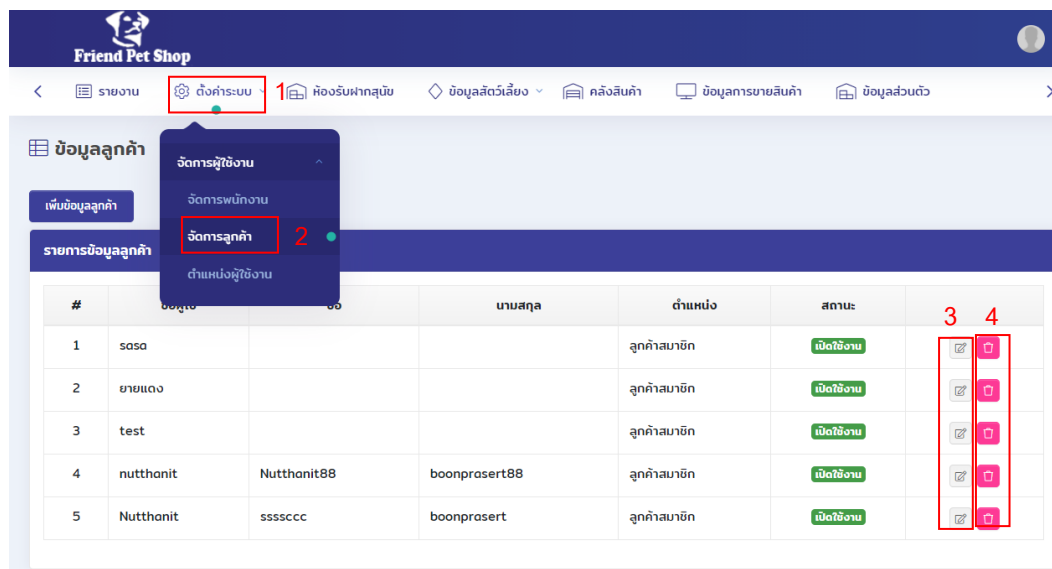 Friend Pet Shop
รายงาน ตั้งค่าระบบ 1 ห้องรับฝากสุนัข ข้อมูลสัตว์เลี้ยง คลังสินค้า ข้อมูลการขายสินค้า ข้อมูลส่วนตัว
ข้อมูลลูกค้า
จัดการผู้ใช้งาน
เพิ่มข้อมูลลูกค้า
จัดการพนักงาน
จัดการลูกค้า 2
รายการข้อมูลลูกค้า
ตำแหน่งผู้ใช้งาน
# นามสกุล ตำแหน่ง สถานะ
3 4
1 sasa ลูกค้าสมาชิก เปิดใช้งาน
2 ยายแดง ลูกค้าสมาชิก เปิดใช้งาน
3 test ลูกค้าสมาชิก เปิดใช้งาน
4 nutthanit Nutthanit88 boonprasert88 ลูกค้าสมาชิก เปิดใช้งาน
5 Nutthanit ssssccc boonprasert ลูกค้าสมาชิก เปิดใช้งาน